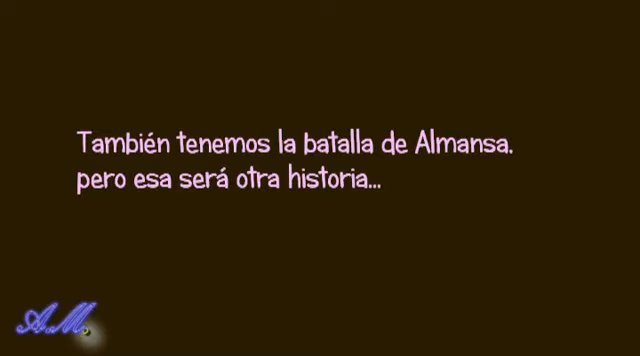 También tenemos la batalla de Almansa.
pero esa será otra historia...
A.M.